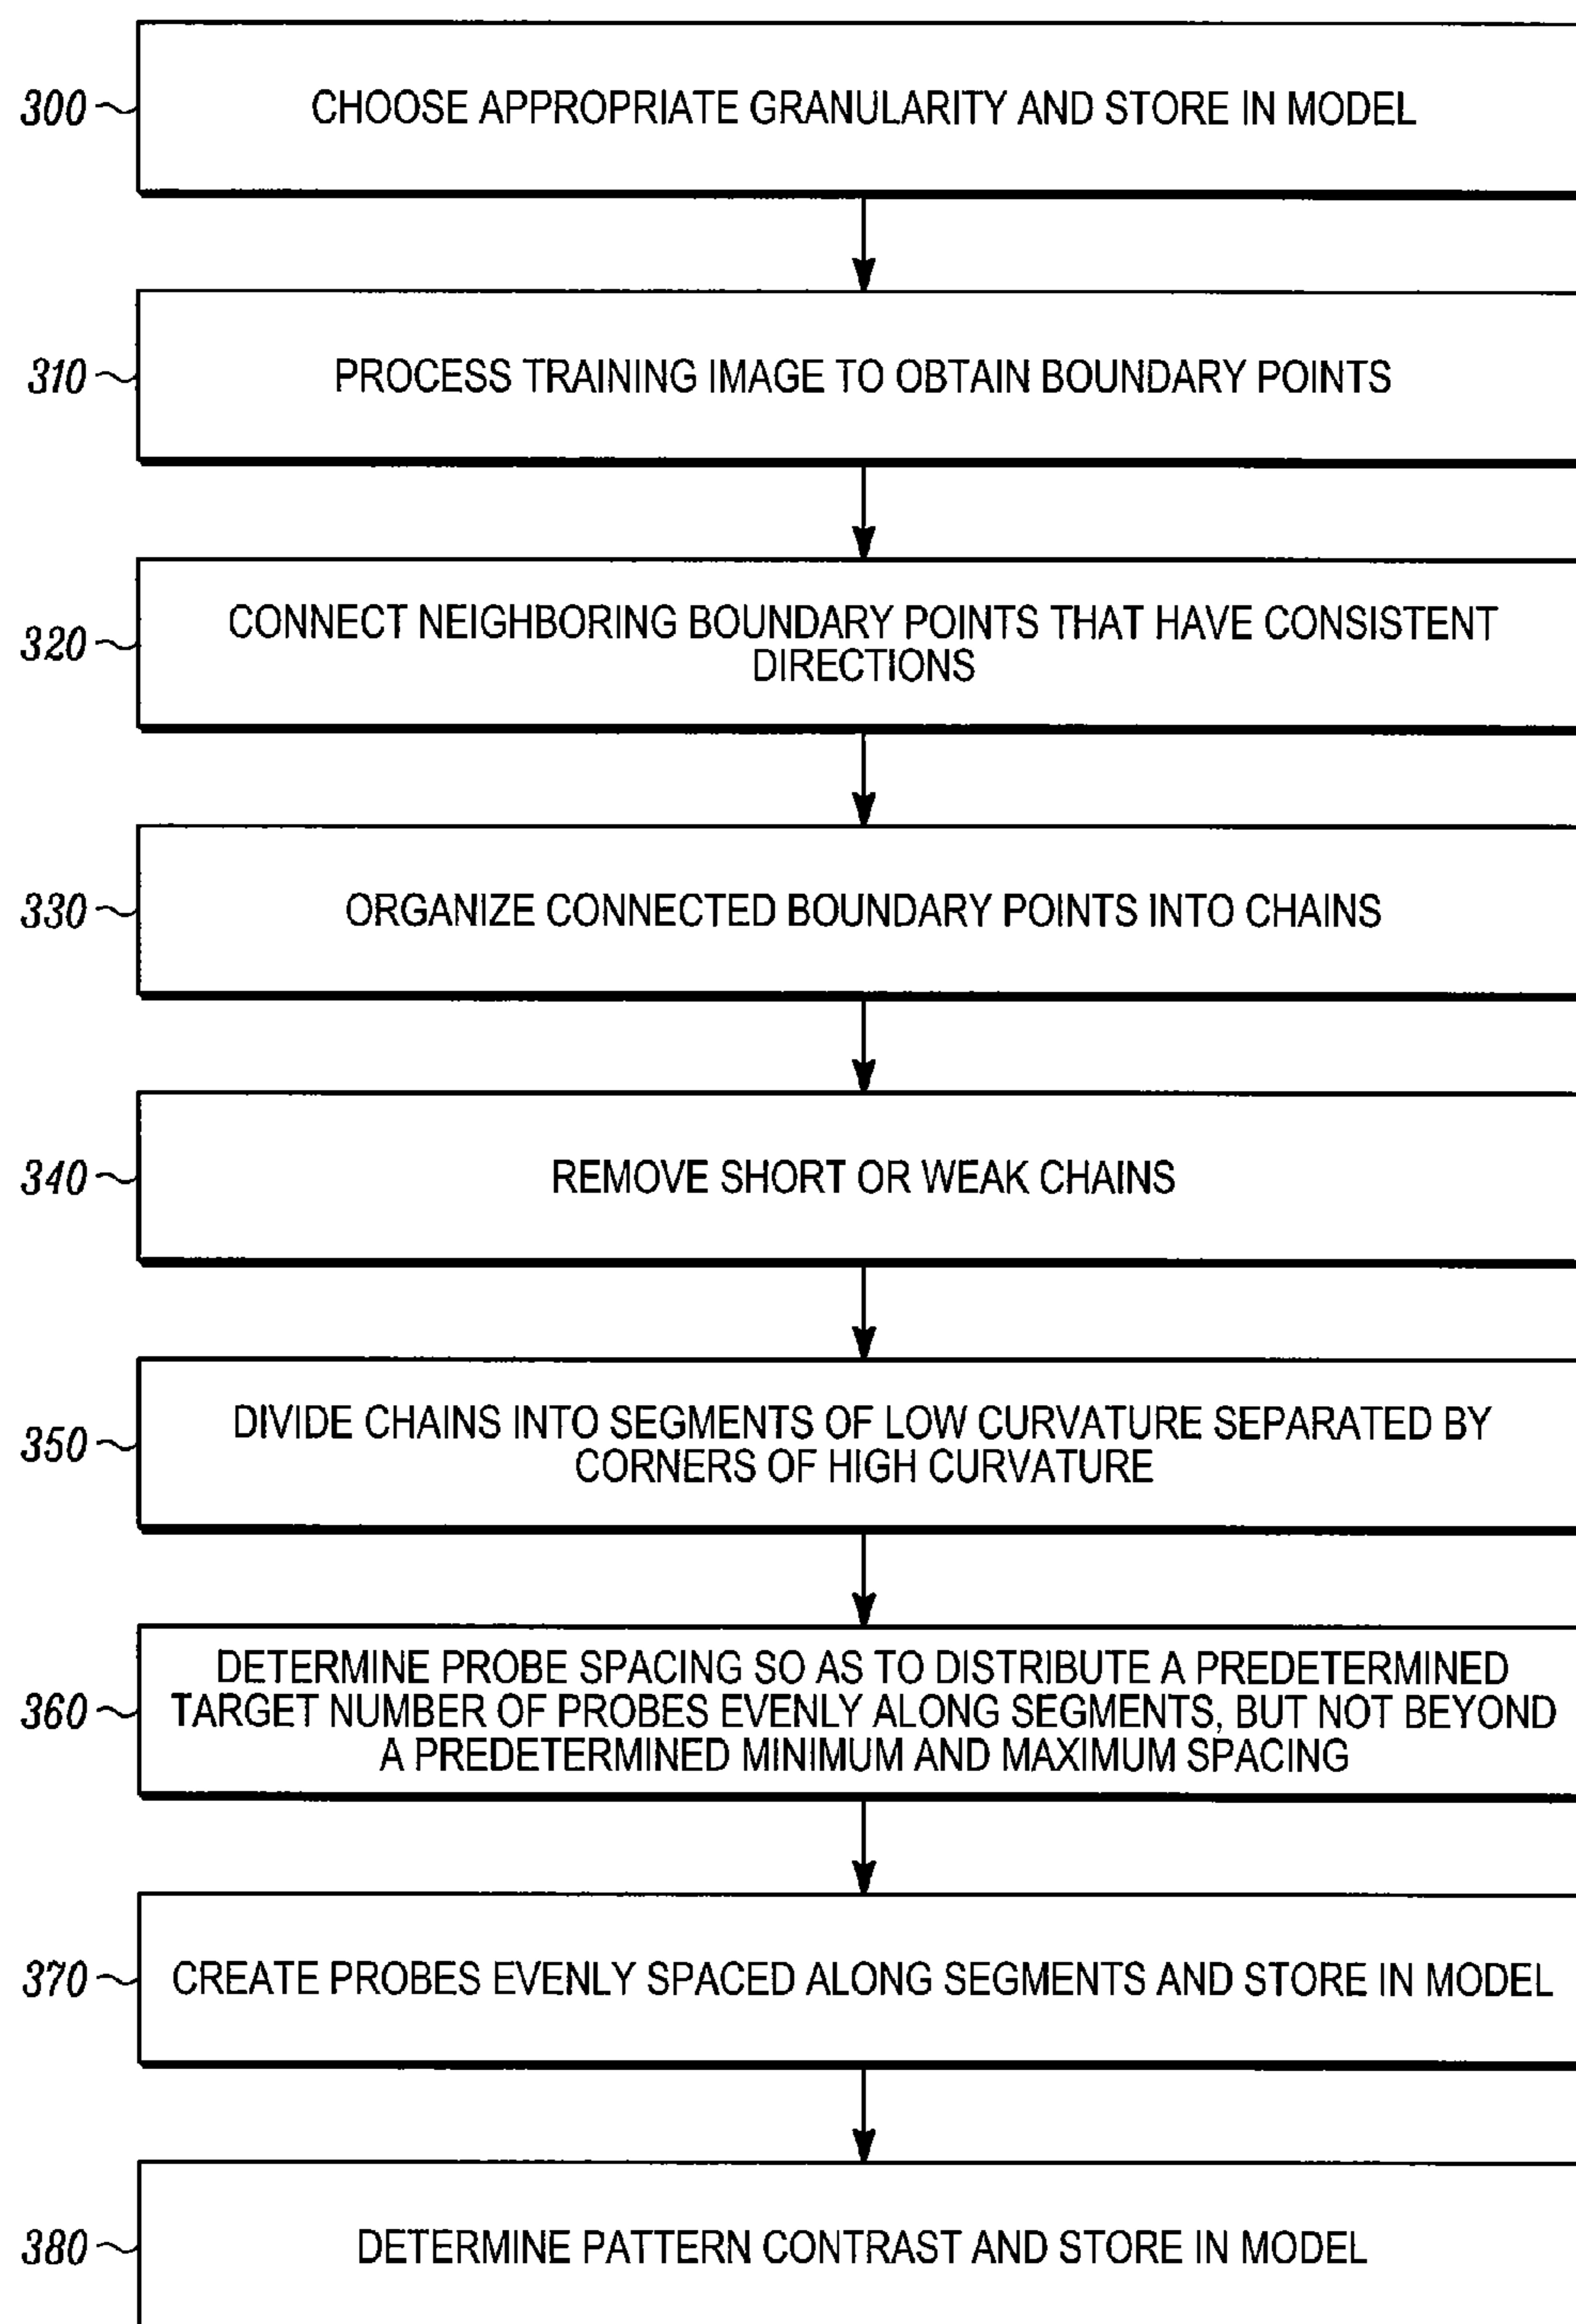 300
CHOOSE APPROPRIATE GRANULARITY AND STORE IN MODEL
310
PROCESS TRAINING IMAGE TO OBTAIN BOUNDARY POINTS
320
CONNECT NEIGHBORING BOUNDARY POINTS THAT HAVE CONSISTENT
DIRECTIONS
330
ORGANIZE CONNECTED BOUNDARY POINTS INTO CHAINS
340
REMOVE SHORT OR WEAK CHAINS
350
DIVIDE CHAINS INTO SEGMENTS OF LOW CURVATURE SEPARATED BY
CORNERS OF HIGH CURVATURE
360
DETERMINE PROBE SPACING SO AS TO DISTRIBUTE A PREDETERMINED
TARGET NUMBER OF PROBES EVENLY ALONG SEGMENTS, BUT NOT BEYOND
A PREDETERMINED MINIMUM AND MAXIMUM SPACING
370
CREATE PROBES EVENLY SPACED ALONG SEGMENTS AND STORE IN MODEL
380
DETERMINE PATTERN CONTRAST AND STORE IN MODEL